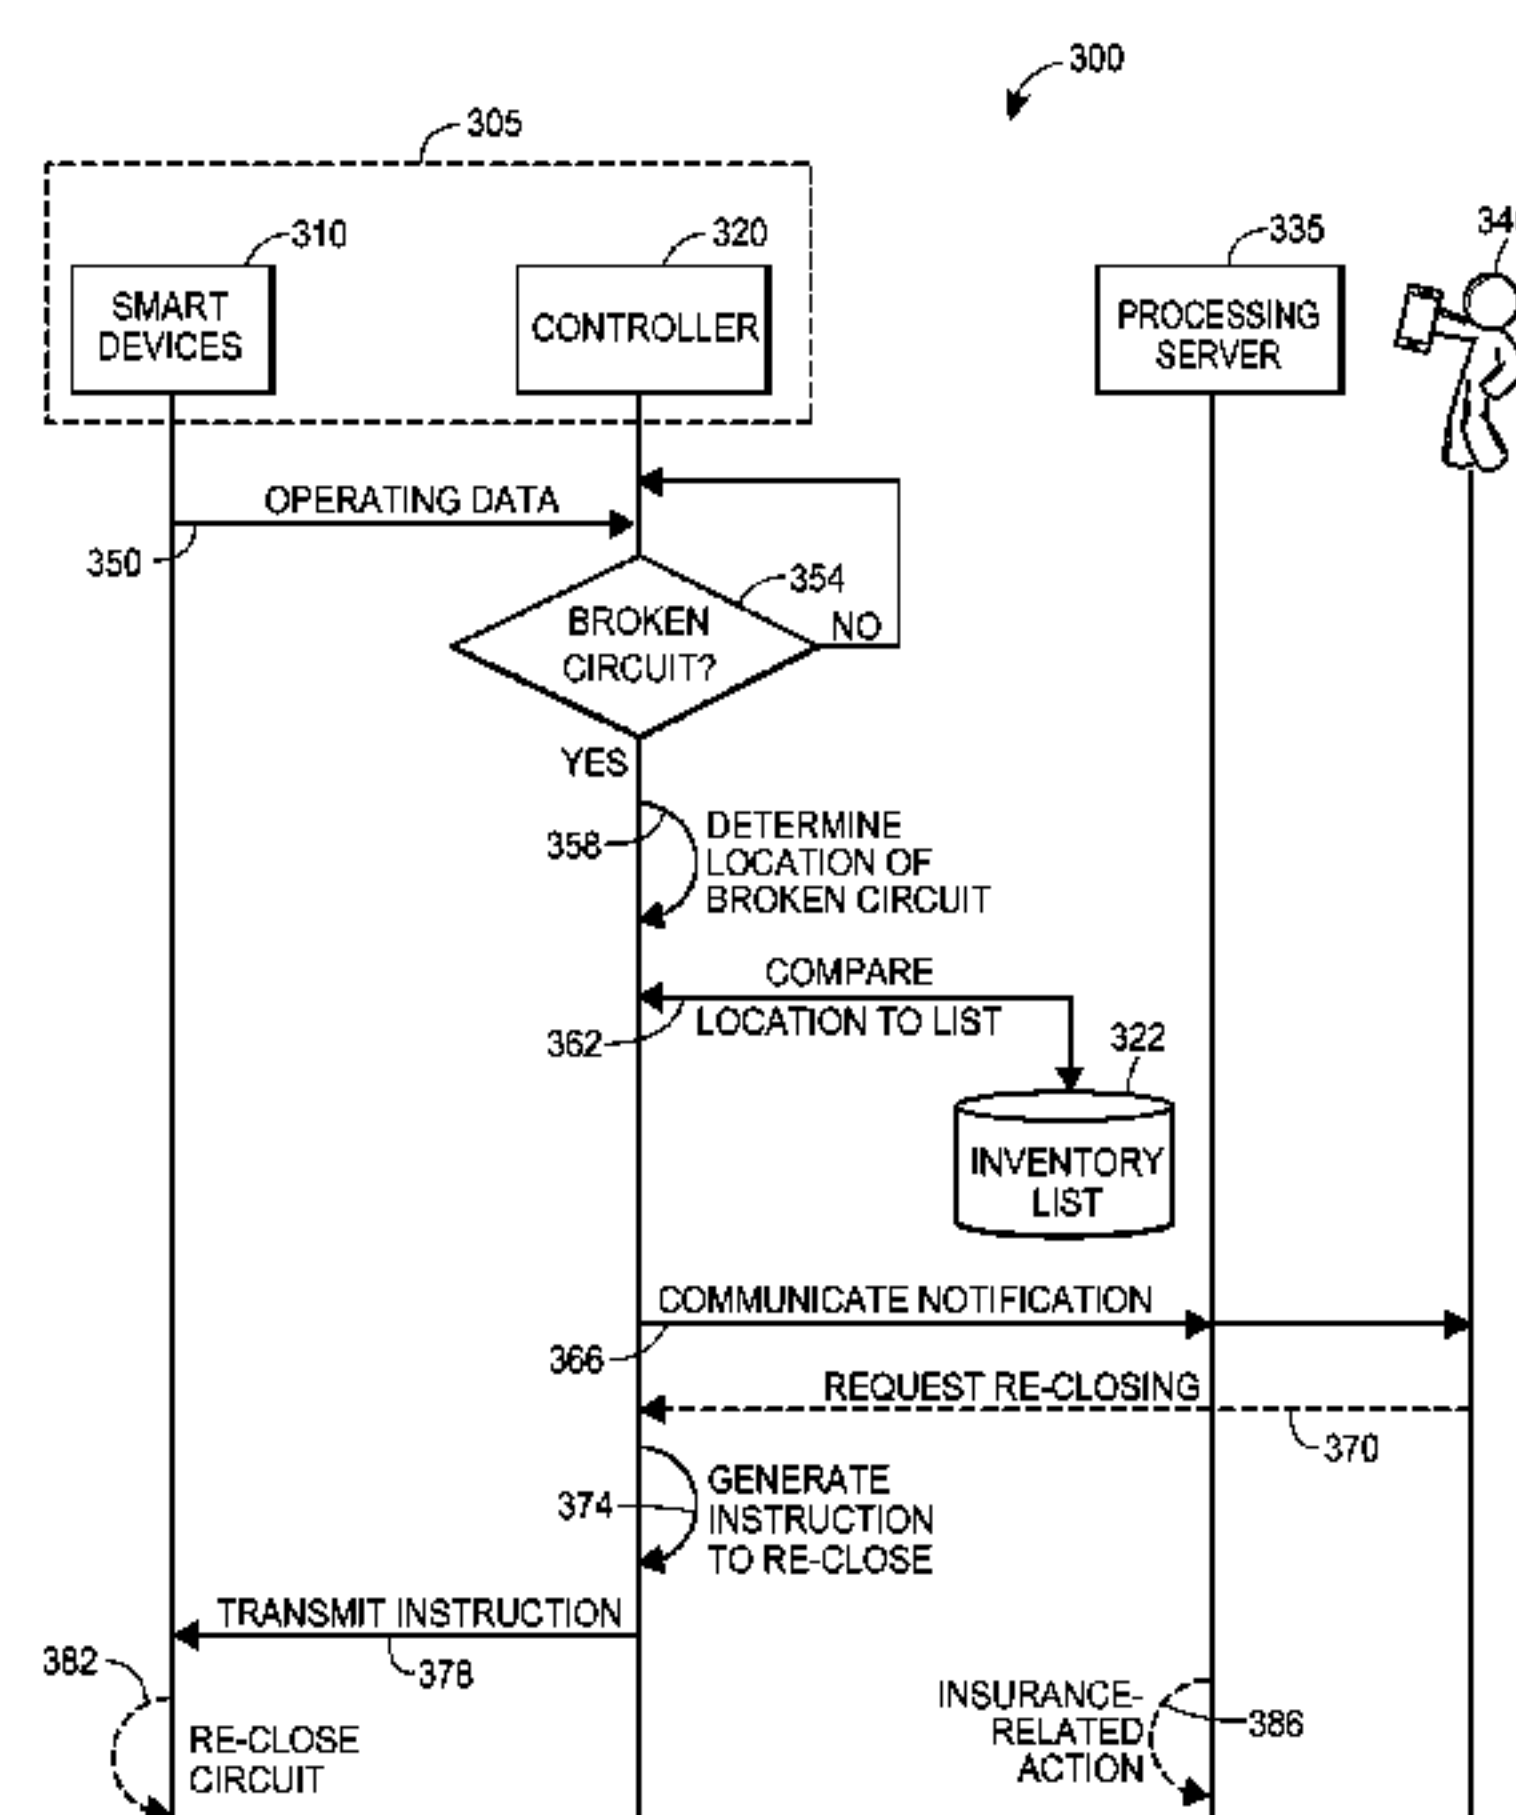 300
305
310
320
335
SMART
DEVICES
CONTROLLER
PROCESSING
SERVER
OPERATING DATA
350
354
BROKEN
CIRCUIT?
NO
YES
358
DETERMINE
LOCATION OF
BROKEN CIRCUIT
COMPARE
LOCATION TO LIST
362
322
INVENTORY
LIST
COMMUNICATE NOTIFICATION
366
REQUEST RE-CLOSING
370
GENERATE
INSTRUCTION
TO RE-CLOSE
374
TRANSMIT INSTRUCTION
378
382
RE-CLOSE
CIRCUIT
INSURANCE-
RELATED
ACTION
386